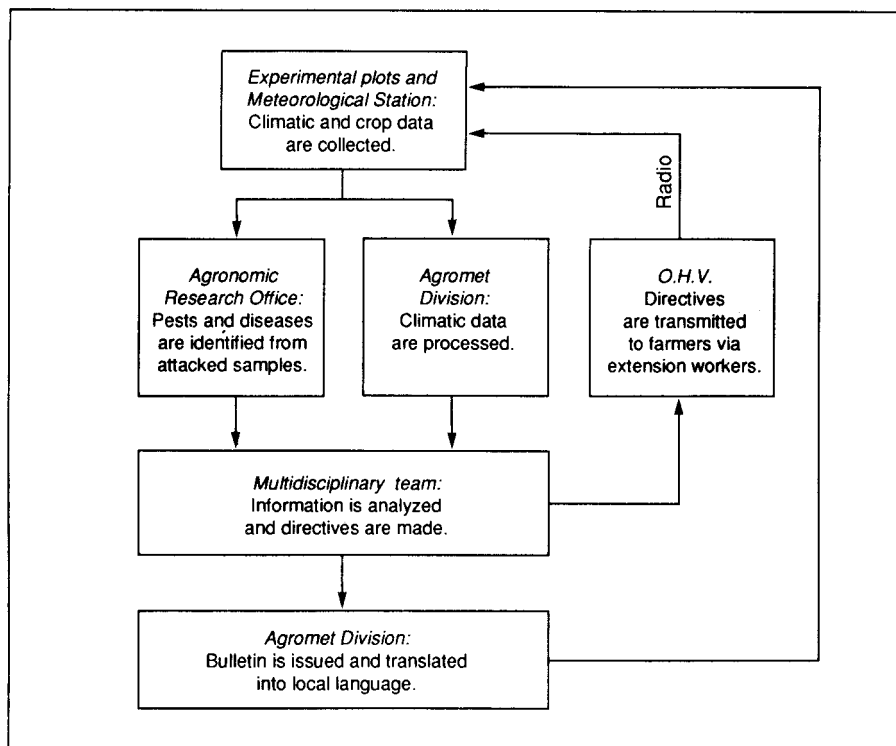 Experimental plots and
Meteorological Station:
Climatic and crop data
are collected.
Radio
Agronomic
Research Office:
Pests and diseases
are identified from
attacked samples.
Agromet
Division:
Climatic data
are processed.
O.H.V.
Directives
are transmitted
to farmers via
extension workers.
Multidisciplinary team:
Information is analyzed
and directives are made.
Agromet Division:
Bulletin is issued and translated
into local language.